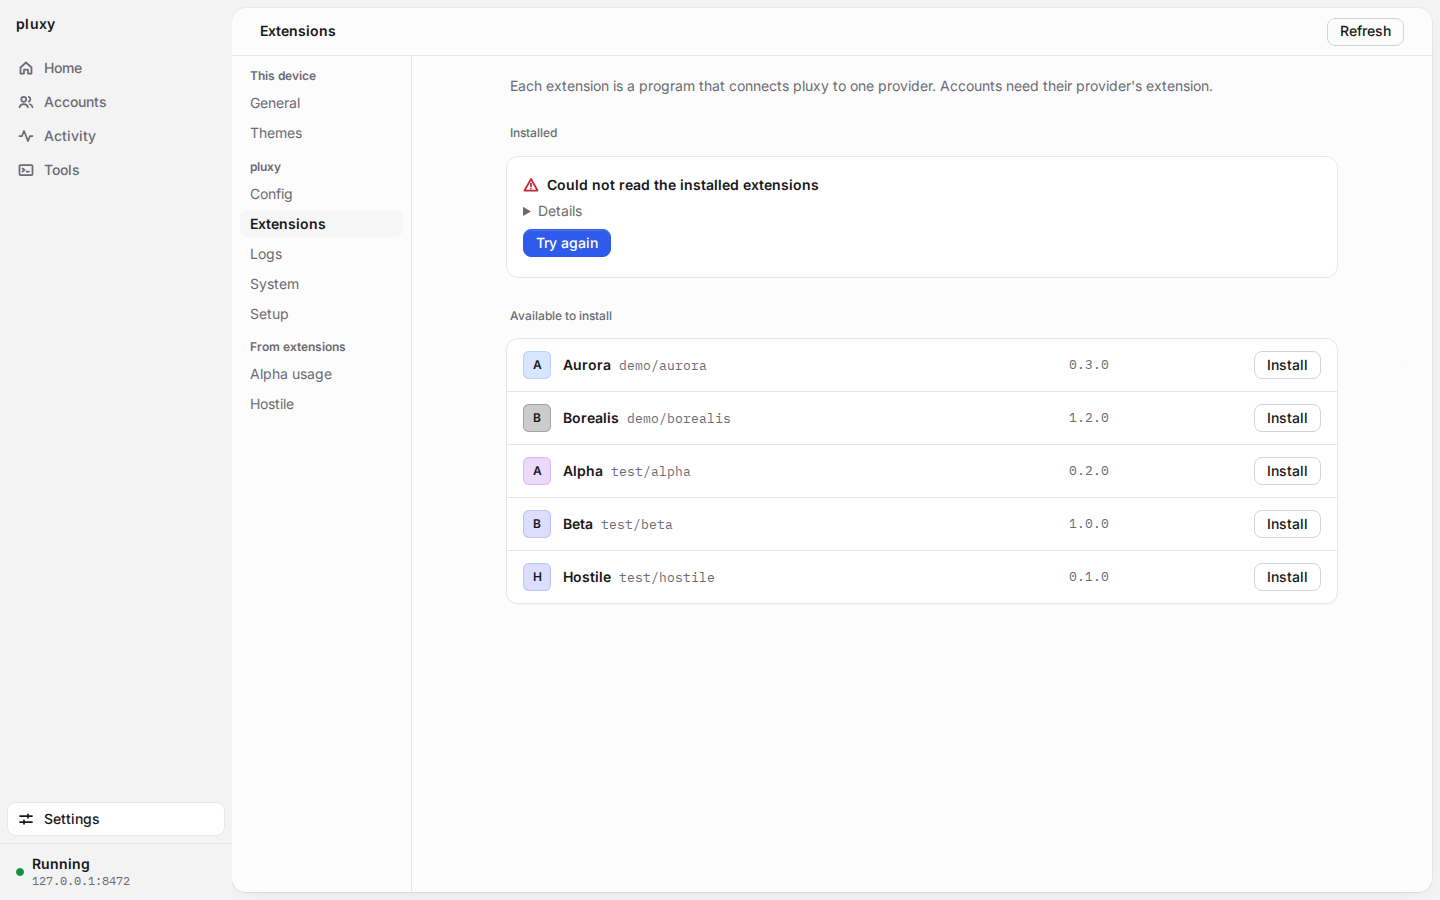 pluxy
Home
Accounts
Activity
Tools
Settings
Running
127.0.0.1:8472
Extensions
Refresh
This device
General
Themes
pluxy
Config
Extensions
Logs
System
Setup
From extensions
Alpha usage
Hostile
Each extension is a program that connects pluxy to one provider. Accounts need their provider's extension.
Installed
Could not read the installed extensions
Details
Try again
Available to install
A Aurora demo/aurora 0.3.0 Install
B Borealis demo/borealis 1.2.0 Install
A Alpha test/alpha 0.2.0 Install
B Beta test/beta 1.0.0 Install
H Hostile test/hostile 0.1.0 Install